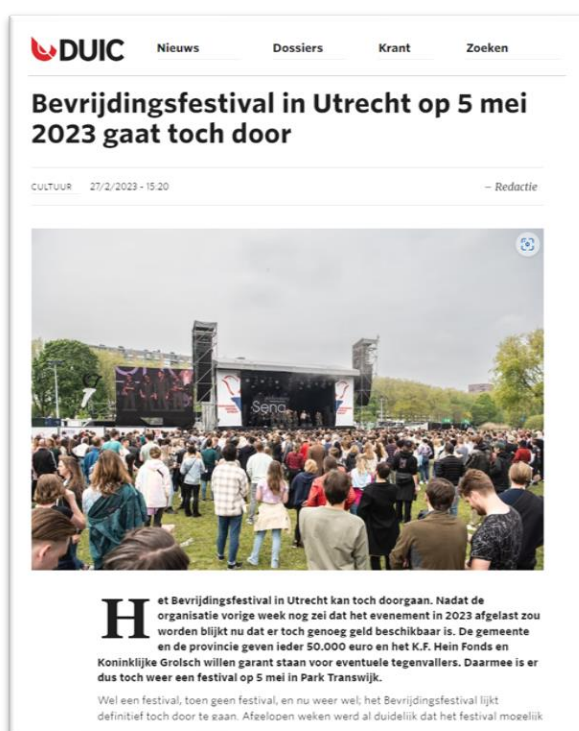 DUIC
Nieuws Dossiers Krant Zoeken
Bevrijdingsfestival in Utrecht op 5 mei
2023 gaat toch door
CULTUUR 27/2/2023 - 15:20 – Redactie
Sena
Het Bevrijdingsfestival in Utrecht kan toch doorgaan. Nadat de
organisatie vorige week nog zei dat het evenement in 2023 afgelast zou
worden blijkt nu dat er toch genoeg geld beschikbaar is. De gemeente
en de provincie geven ieder 50.000 euro en het K.F. Hein Fonds en
Koninklijke Grolsch willen garant staan voor eventuele tegenvallers. Daarmee is er
dus toch weer een festival op 5 mei in Park Transwijk.
Wel een festival, toen geen festival, en nu weer wel; het Bevrijdingsfestival lijkt
definitief toch door te gaan. Afgelopen weken werd al duidelijk dat het festival mogelijk